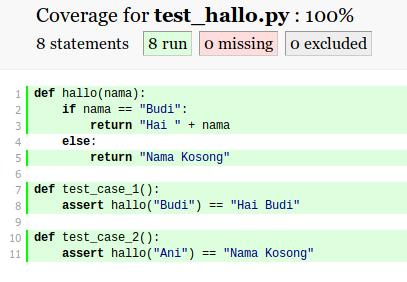 Coverage for test_hallo.py : 100%
8 statements 8 run 0 missing 0 excluded
1 def hallo(nama):
2     if nama == "Budi":
3         return "Hai " + nama
4     else:
5         return "Nama Kosong"
6
7 def test_case_1():
8     assert hallo("Budi") == "Hai Budi"
9
10 def test_case_2():
11     assert hallo("Ani") == "Nama Kosong"